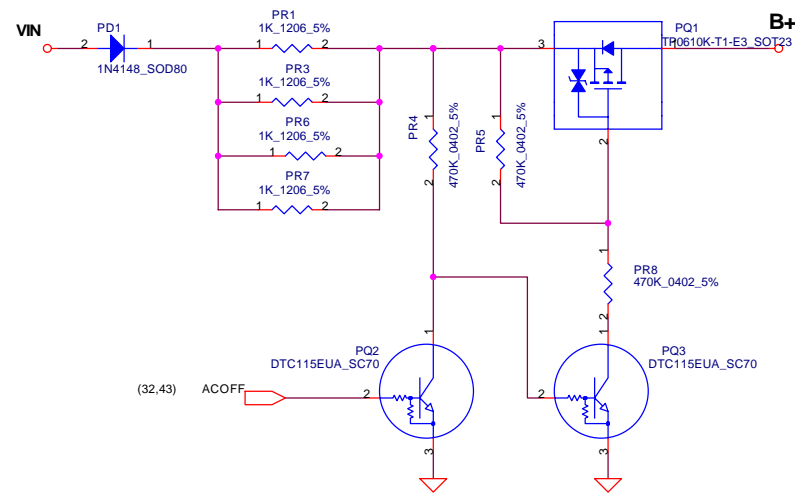 VIN
PD1
2
1
1N4148_SOD80
PR1
1K_1206_5%
1
2
PR3
1K_1206_5%
1
2
PR6
1K_1206_5%
1
2
PR7
1K_1206_5%
1
2
PR4
470K_0402_5%
1
2
PR5
470K_0402_5%
1
2
B+
PQ1
TP0610K-T1-E3_SOT23
3
1
2
1
PR8
470K_0402_5%
2
PQ2
DTC115EUA_SC70
1
2
3
PQ3
DTC115EUA_SC70
1
2
3
(32,43)
ACOFF